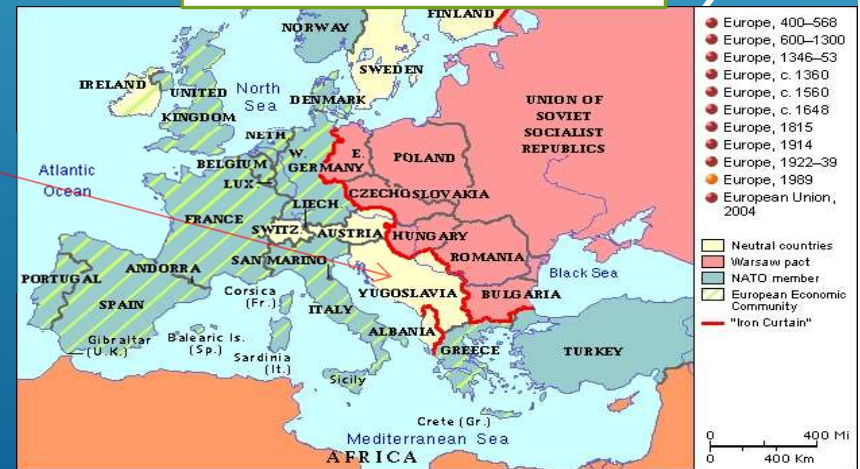 NORWAY
FINLAND
SWEDEN
IRELAND
UNITED
KINGDOM
North
Sea
DENMARK
NETH.
BELGIUM
LUX
W.
GERMANY
E.
POLAND
UNION OF
SOVIET
SOCIALIST
REPUBLICS
Atlantic
Ocean
CZECHOSLOVAKIA
LIECH
FRANCE
SWITZ.
AUSTRIA
HUNGARY
ROMANIA
SAN MARINO
PORTUGAL
ANDORRA
SPAIN
Corsica
(Fr.)
ITALY
YUGOSLAVIA
BULGARIA
Black Sea
ALBANIA
GREECE
TURKEY
Gibraltar
(U.K.)
Balearic Is.
(Sp.)
Sardinia
(It.)
Sicily
Crete (Gr.)
Mediterranean Sea
AFRICA
Europe, 400–568
Europe, 600–1300
Europe, 1346–53
Europe, c. 1360
Europe, c. 1560
Europe, c. 1648
Europe, 1815
Europe, 1914
Europe, 1922–39
Europe, 1989
European Union,
2004
Neutral countries
Warsaw pact
NATO member
European Economic
Community
"Iron Curtain"
0 400 Mi
0 400 Km